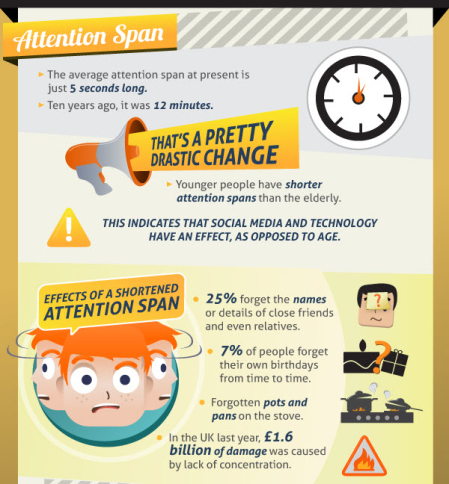 Attention Span
The average attention span at present is
just 5 seconds long.
Ten years ago, it was 12 minutes.
THAT'S A PRETTY
DRASTIC CHANGE
Younger people have shorter
attention spans than the elderly.
!
THIS INDICATES THAT SOCIAL MEDIA AND TECHNOLOGY
HAVE AN EFFECT, AS OPPOSED TO AGE.
EFFECTS OF A SHORTENED
ATTENTION SPAN
25% forget the names
or details of close friends
and even relatives.
?
7% of people forget
their own birthdays
from time to time.
?
Forgotten pots and
pans on the stove.
In the UK last year, £1.6
billion of damage was caused
by lack of concentration.